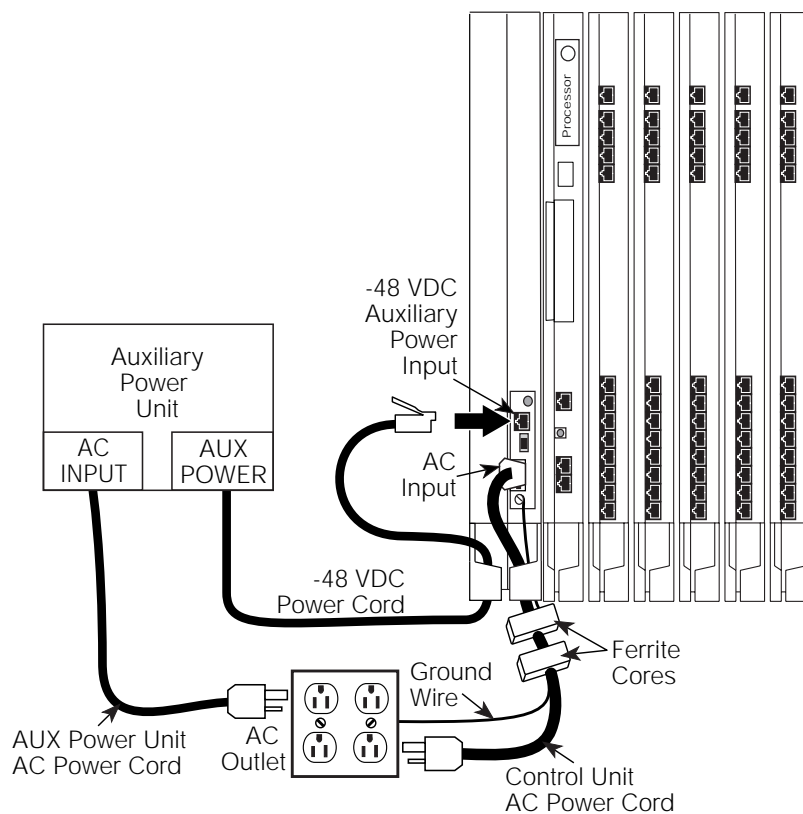 Processor
-48 VDC
Auxiliary
Power
Input
Auxiliary
Power
Unit
AC
INPUT
AUX
POWER
AC
Input
-48 VDC
Power Cord
Ferrite
Cores
Ground
Wire
AC
Outlet
AUX Power Unit
AC Power Cord
Control Unit
AC Power Cord